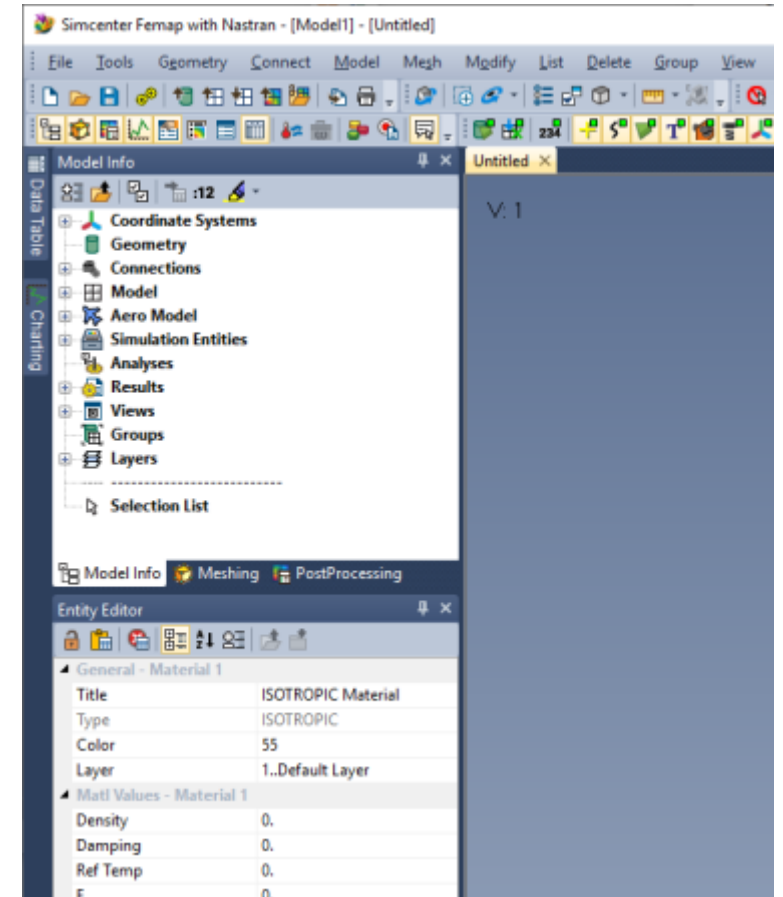 Simcenter Femap with Nastran - [Model1] - [Untitled]
File Tools Geometry Connect Model Mesh Modify List Delete Group View
234
Model Info
Untitled
:12
V: 1
Data Table
Charting
Coordinate Systems
Geometry
Connections
Model
Aero Model
Simulation Entities
Analyses
Results
Views
Groups
Layers
Selection List
Model Info Meshing PostProcessing
Entity Editor
General - Material 1
Title ISOTROPIC Material
Type ISOTROPIC
Color 55
Layer 1..Default Layer
Matl Values - Material 1
Density 0.
Damping 0.
Ref Temp 0.